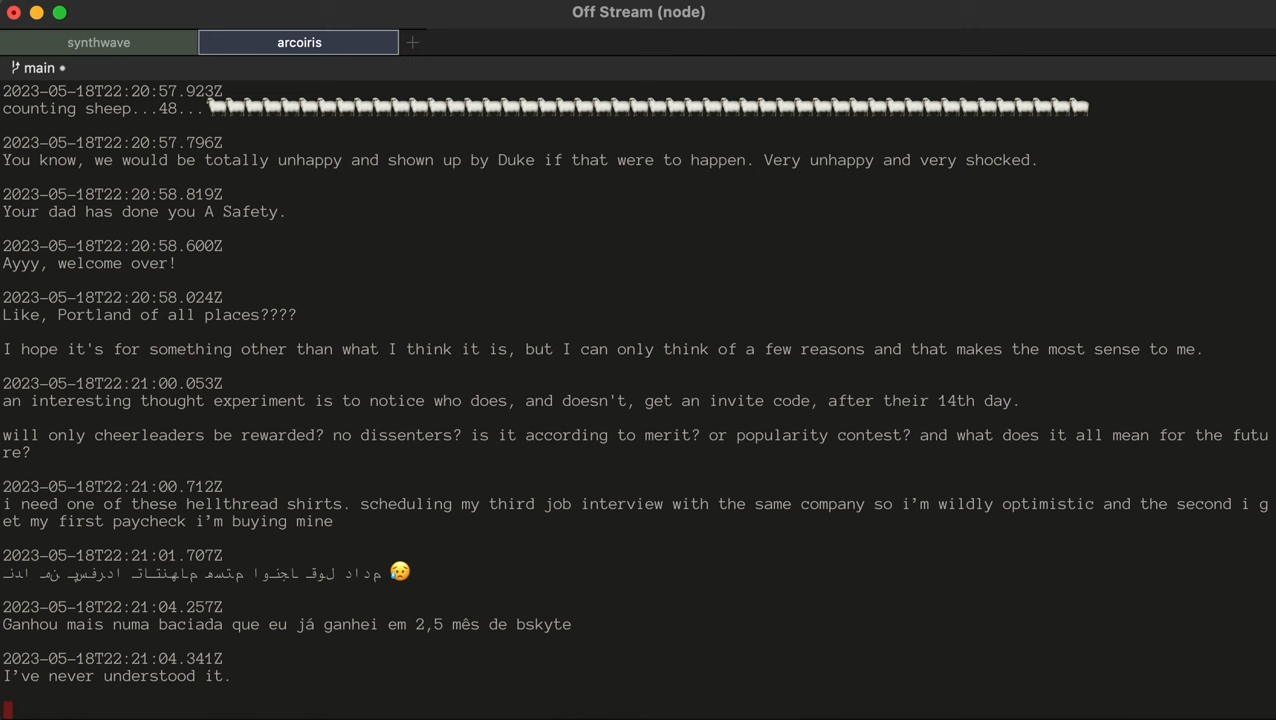 Off Stream (node)
synthwave
arcoiris
main
2023-05-18T22:20:57.923Z
counting sheep...48...🐑🐑🐑🐑🐑🐑🐑🐑🐑🐑🐑🐑🐑🐑🐑🐑🐑🐑🐑🐑🐑🐑🐑🐑🐑🐑🐑🐑🐑🐑🐑🐑🐑🐑🐑🐑🐑🐑🐑🐑🐑🐑🐑🐑🐑🐑🐑🐑
2023-05-18T22:20:57.796Z
You know, we would be totally unhappy and shown up by Duke if that were to happen. Very unhappy and very shocked.
2023-05-18T22:20:58.819Z
Your dad has done you A Safety.
2023-05-18T22:20:58.600Z
Ayyy, welcome over!
2023-05-18T22:20:58.024Z
Like, Portland of all places????
I hope it's for something other than what I think it is, but I can only think of a few reasons and that makes the most sense to me.
2023-05-18T22:21:00.053Z
an interesting thought experiment is to notice who does, and doesn't, get an invite code, after their 14th day.
will only cheerleaders be rewarded? no dissenters? is it according to merit? or popularity contest? and what does it all mean for the futu
re?
2023-05-18T22:21:00.712Z
i need one of these hellthread shirts. scheduling my third job interview with the same company so i’m wildly optimistic and the second i g
et my first paycheck i’m buying mine
2023-05-18T22:21:01.707Z
ندا من پسفردا تاتنهام هستم اونجا قول دادم 😥
2023-05-18T22:21:04.257Z
Ganhou mais numa baciada que eu já ganhei em 2,5 mês de bskyte
2023-05-18T22:21:04.341Z
I’ve never understood it.